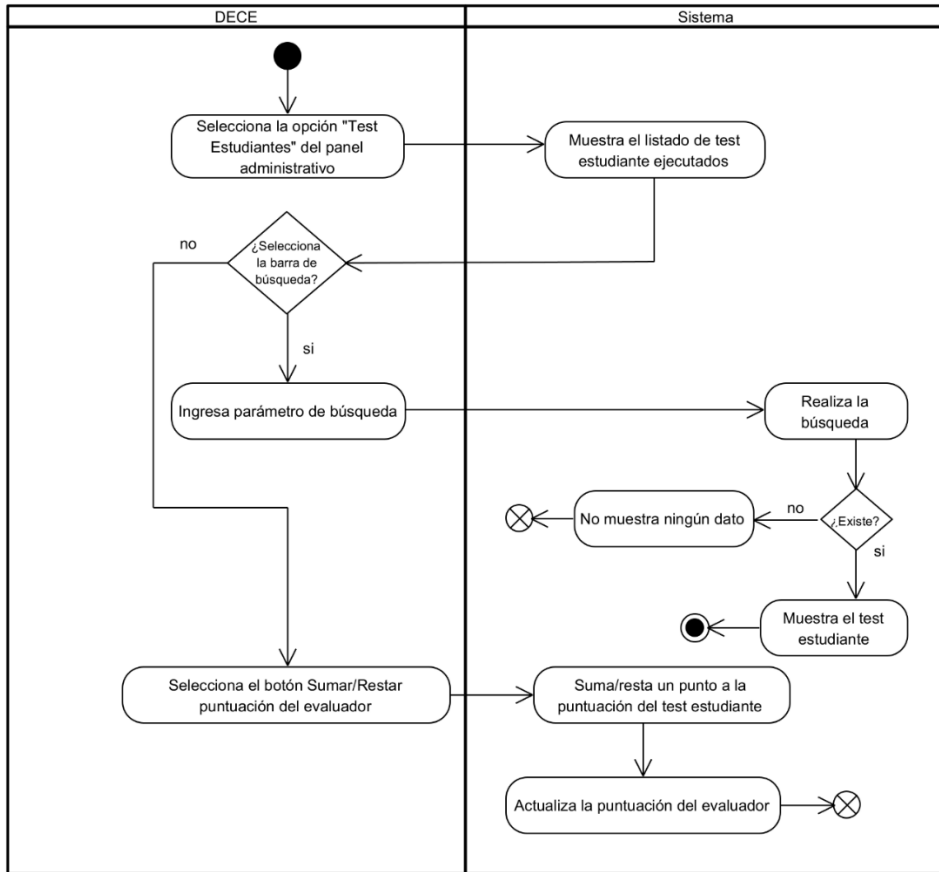 DECE
Sistema
Selecciona la opción "Test
Estudiantes" del panel
administrativo
Muestra el listado de test
estudiante ejecutados
no
¿Selecciona
la barra de
búsqueda?
si
Ingresa parámetro de búsqueda
Realiza la
búsqueda
No muestra ningún dato
no
¿Existe?
si
Muestra el test
estudiante
Selecciona el botón Sumar/Restar
puntuación del evaluador
Suma/resta un punto a la
puntuación del test estudiante
Actualiza la puntuación del evaluador